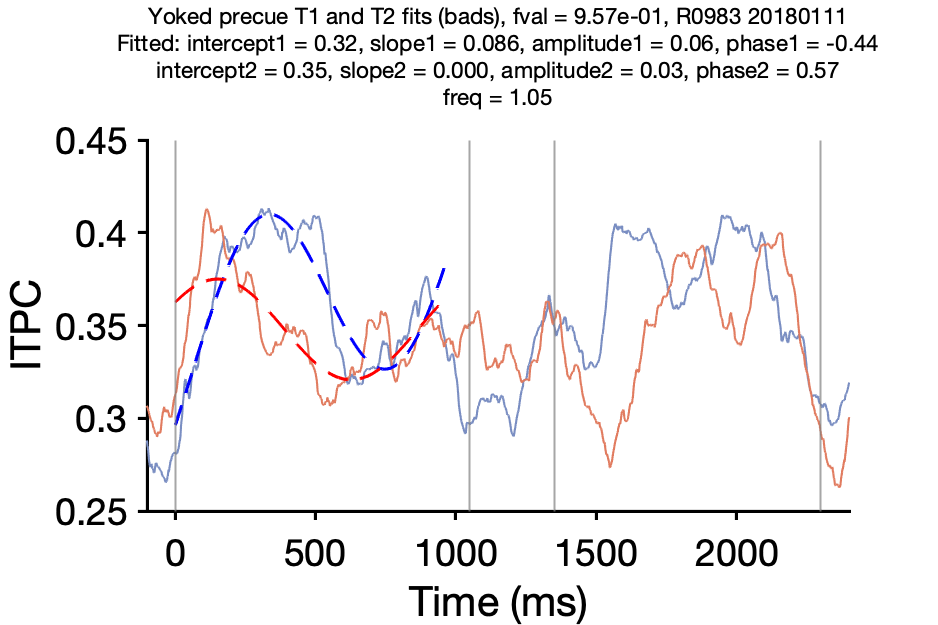 Yoked precue T1 and T2 fits (bads), fval = 9.57e-01, R0983 20180111
Fitted: intercept1 = 0.32, slope1 = 0.086, amplitude1 = 0.06, phase1 = -0.44
intercept2 = 0.35, slope2 = 0.000, amplitude2 = 0.03, phase2 = 0.57
freq = 1.05
0.45
0.4
0.35
0.3
0.25
ITPC
0 500 1000 1500 2000
Time (ms)